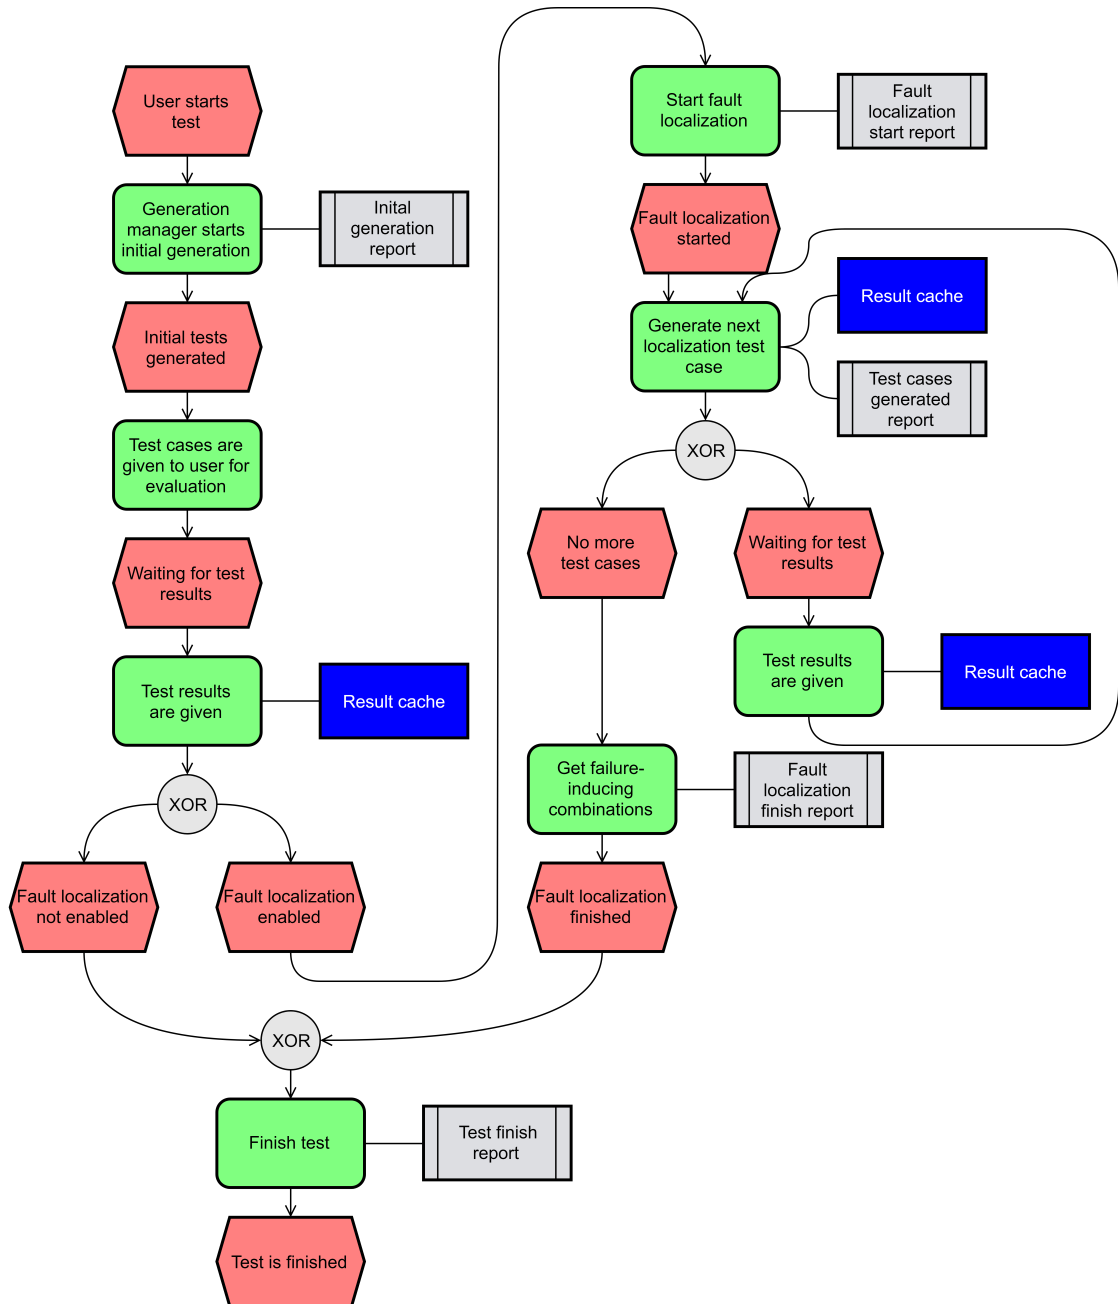 User starts
test
Generation
manager starts
initial generation
Inital
generation
report
Initial tests
generated
Test cases are
given to user for
evaluation
Waiting for test
results
Test results
are given
Result cache
XOR
Fault localization
not enabled
Fault localization
enabled
Start fault
localization
Fault
localization
start report
Fault localization
started
Generate next
localization test
case
Result cache
Test cases
generated
report
XOR
No more
test cases
Waiting for test
results
Test results
are given
Result cache
Get failure-
inducing
combinations
Fault
localization
finish report
Fault localization
finished
XOR
Finish test
Test finish
report
Test is finished